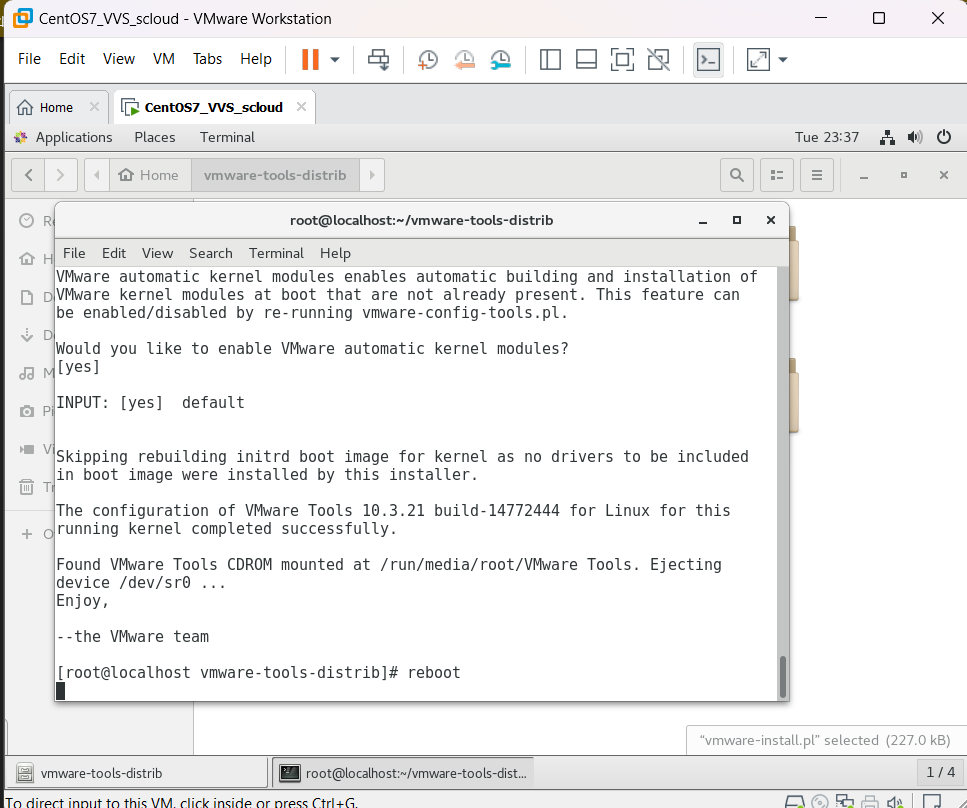 CentOS7_VVS_scloud - VMware Workstation
File Edit View VM Tabs Help
Home CentOS7_VVS_scloud
Applications Places Terminal Tue 23:37
Home vmware-tools-distrib
root@localhost:~/vmware-tools-distrib
File Edit View Search Terminal Help
VMware automatic kernel modules enables automatic building and installation of
VMware kernel modules at boot that are not already present. This feature can
be enabled/disabled by re-running vmware-config-tools.pl.
Would you like to enable VMware automatic kernel modules?
[yes]
INPUT: [yes]  default
Skipping rebuilding initrd boot image for kernel as no drivers to be included
in boot image were installed by this installer.
The configuration of VMware Tools 10.3.21 build-14772444 for Linux for this
running kernel completed successfully.
Found VMware Tools CDROM mounted at /run/media/root/VMware Tools. Ejecting
device /dev/sr0 ...
Enjoy,
--the VMware team
[root@localhost vmware-tools-distrib]# reboot
“vmware-install.pl” selected (227.0 kB)
vmware-tools-distrib
root@localhost:~/vmware-tools-dist...
1 / 4
To direct input to this VM, click inside or press Ctrl+G.